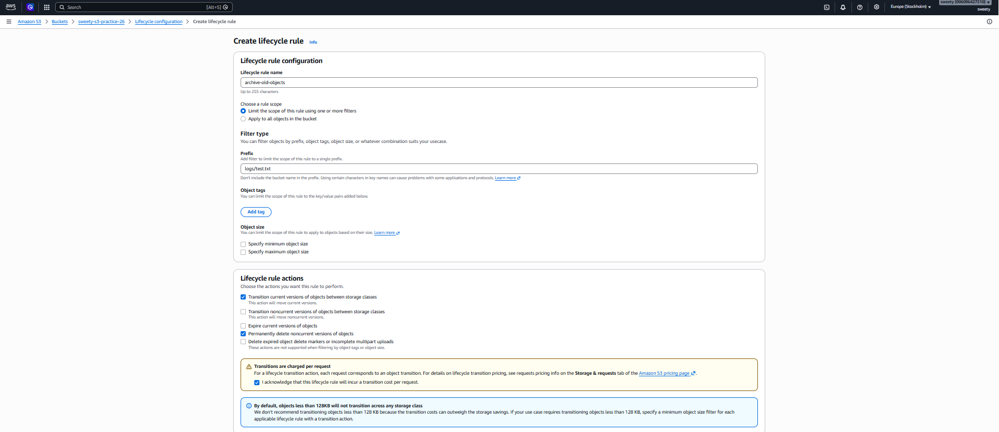 aws
Search [Alt+S]
Europe (Stockholm)
sweety (006096427510)
sweety
Amazon S3 > Buckets > sweety-s3-practice-26 > Lifecycle configuration > Create lifecycle rule
Create lifecycle rule Info
Lifecycle rule configuration
Lifecycle rule name
archive-old-objects
Up to 255 characters
Choose a rule scope
Limit the scope of this rule using one or more filters
Apply to all objects in the bucket
Filter type
You can filter objects by prefix, object tags, object size, or whatever combination suits your usecase.
Prefix
Add filter to limit the scope of this rule to a single prefix.
logs/test.txt
Don't include the bucket name in the prefix. Using certain characters in key names can cause problems with some applications and protocols. Learn more
Object tags
You can limit the scope of this rule to the key/value pairs added below.
Add tag
Object size
You can limit the scope of this rule to apply to objects based on their size. Learn more
Specify minimum object size
Specify maximum object size
Lifecycle rule actions
Choose the actions you want this rule to perform.
Transition current versions of objects between storage classes
This action will move current versions.
Transition noncurrent versions of objects between storage classes
This action will move noncurrent versions.
Expire current versions of objects
Permanently delete noncurrent versions of objects
Delete expired object delete markers or incomplete multipart uploads
These actions are not supported when filtering by object tags or object size.
Transitions are charged per request
For a lifecycle transition action, each request corresponds to an object transition. For details on lifecycle transition pricing, see requests pricing info on the Storage & requests tab of the Amazon S3 pricing page.
I acknowledge that this lifecycle rule will incur a transition cost per request.
By default, objects less than 128KB will not transition across any storage class
We don't recommend transitioning objects less than 128 KB because the transition costs can outweigh the storage savings. If your use case requires transitioning objects less than 128 KB, specify a minimum object size filter for each
applicable lifecycle rule with a transition action.